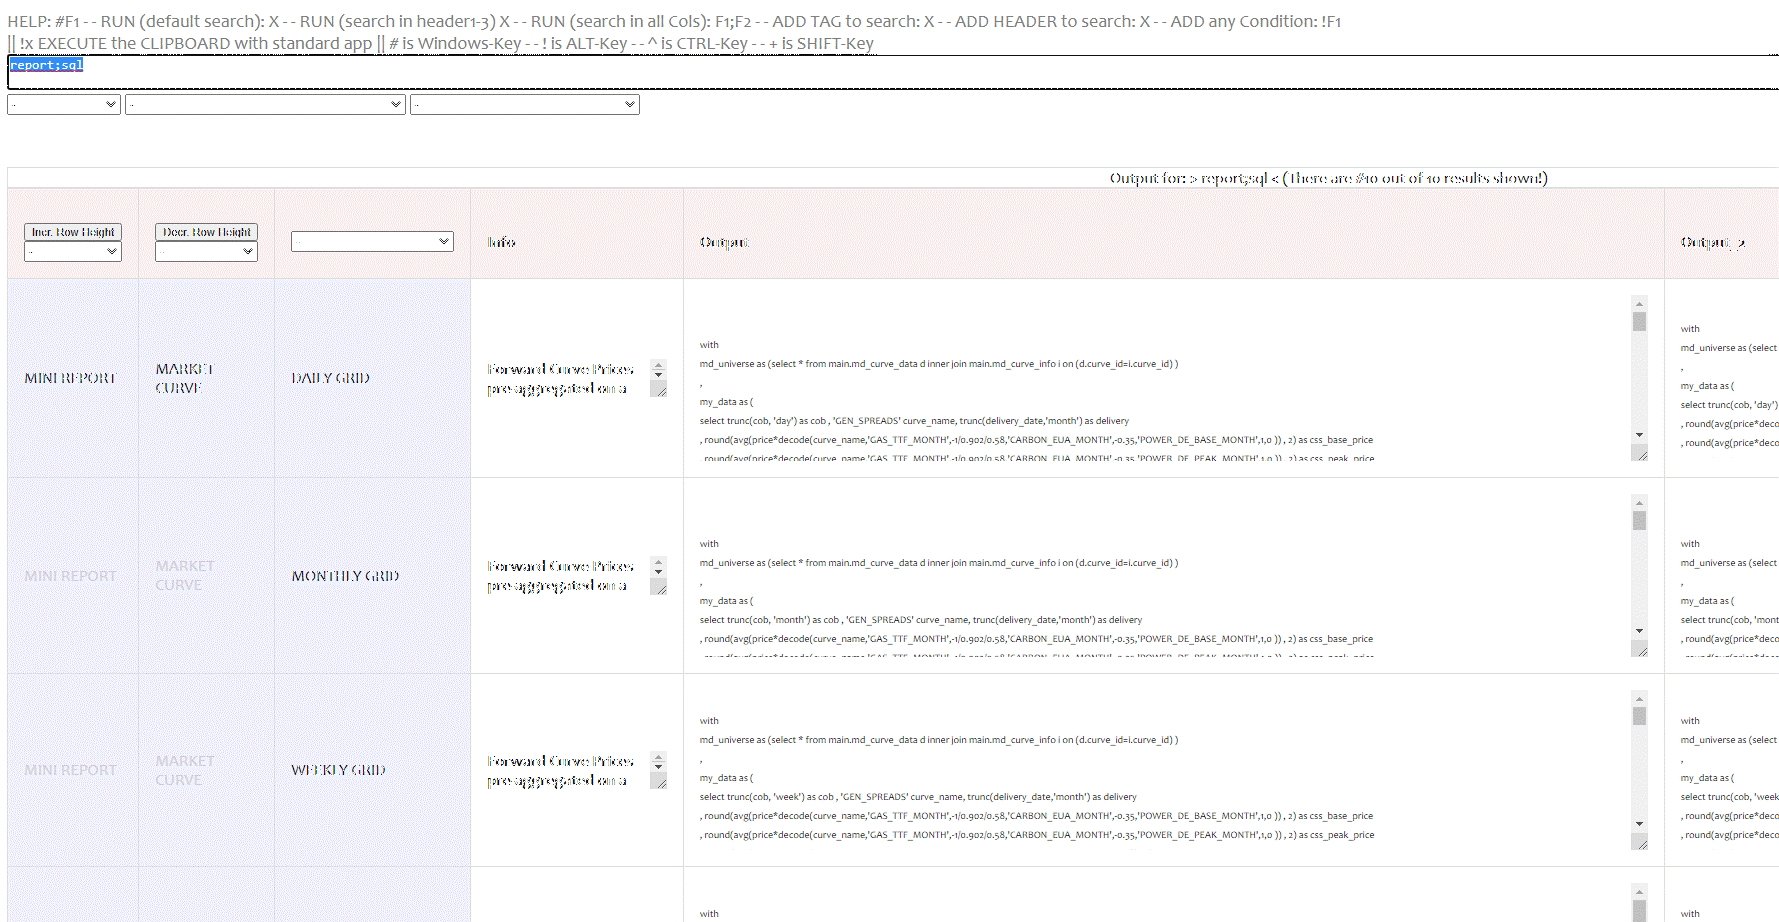 HELP: #F1 -- RUN (default search): X -- RUN (search in header1-3) X -- RUN (search in all Cols): F1;F2 -- ADD TAG to search: X -- ADD HEADER to search: X -- ADD any Condition: !F1
|| !x EXECUTE the CLIPBOARD with standard app || # is Windows-Key -- ! is ALT-Key -- ^ is CTRL-Key -- + is SHIFT-Key
report;sql
.. .. ..
Output for: > report;sql < (There are #10 out of 10 results shown!)
Incr. Row Height
Decr. Row Height
Info
Output
Output_2
MINI REPORT
MARKET
CURVE
DAILY GRID
Forward Curve Prices
pre-aggregated on a
with
md_universe as (select * from main.md_curve_data d inner join main.md_curve_info i on (d.curve_id=i.curve_id) )
,
my_data as (
select trunc(cob, 'day') as cob , 'GEN_SPREADS' curve_name, trunc(delivery_date,'month') as delivery
, round(avg(price*decode(curve_name,'GAS_TTF_MONTH',-1/0.902/0.58,'CARBON_EUA_MONTH',-0.35,'POWER_DE_BASE_MONTH',1,0 )) , 2) as css_base_price
, round(avg(price*decode(curve_name,'GAS_TTF_MONTH',-1/0.902/0.58,'CARBON_EUA_MONTH',-0.35,'POWER_DE_PEAK_MONTH',1,0 )) , 2) as css_peak_price
with
md_universe as (select
,
my_data as (
select trunc(cob, 'day')
, round(avg(price*deco
, round(avg(price*deco
MINI REPORT
MARKET
CURVE
MONTHLY GRID
Forward Curve Prices
pre-aggregated on a
with
md_universe as (select * from main.md_curve_data d inner join main.md_curve_info i on (d.curve_id=i.curve_id) )
,
my_data as (
select trunc(cob, 'month') as cob , 'GEN_SPREADS' curve_name, trunc(delivery_date,'month') as delivery
, round(avg(price*decode(curve_name,'GAS_TTF_MONTH',-1/0.902/0.58,'CARBON_EUA_MONTH',-0.35,'POWER_DE_BASE_MONTH',1,0 )) , 2) as css_base_price
with
md_universe as (select
,
my_data as (
select trunc(cob, 'mont
, round(avg(price*deco
MINI REPORT
MARKET
CURVE
WEEKLY GRID
Forward Curve Prices
pre-aggregated on a
with
md_universe as (select * from main.md_curve_data d inner join main.md_curve_info i on (d.curve_id=i.curve_id) )
,
my_data as (
select trunc(cob, 'week') as cob , 'GEN_SPREADS' curve_name, trunc(delivery_date,'month') as delivery
, round(avg(price*decode(curve_name,'GAS_TTF_MONTH',-1/0.902/0.58,'CARBON_EUA_MONTH',-0.35,'POWER_DE_BASE_MONTH',1,0 )) , 2) as css_base_price
, round(avg(price*decode(curve_name,'GAS_TTF_MONTH',-1/0.902/0.58,'CARBON_EUA_MONTH',-0.35,'POWER_DE_PEAK_MONTH',1,0 )) , 2) as css_peak_price
with
md_universe as (select
,
my_data as (
select trunc(cob, 'week
, round(avg(price*deco
, round(avg(price*deco
with
with